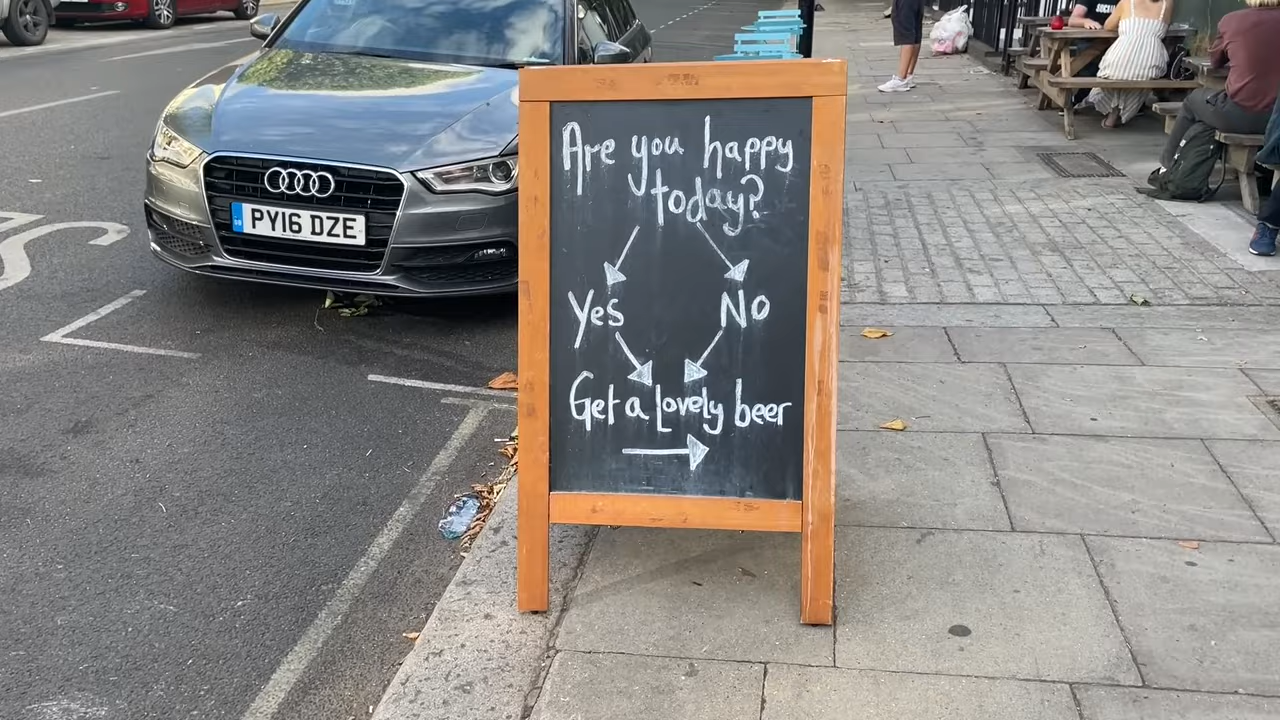 Are you happy
today?
Yes No
Get a Lovely beer
PY16 DZE